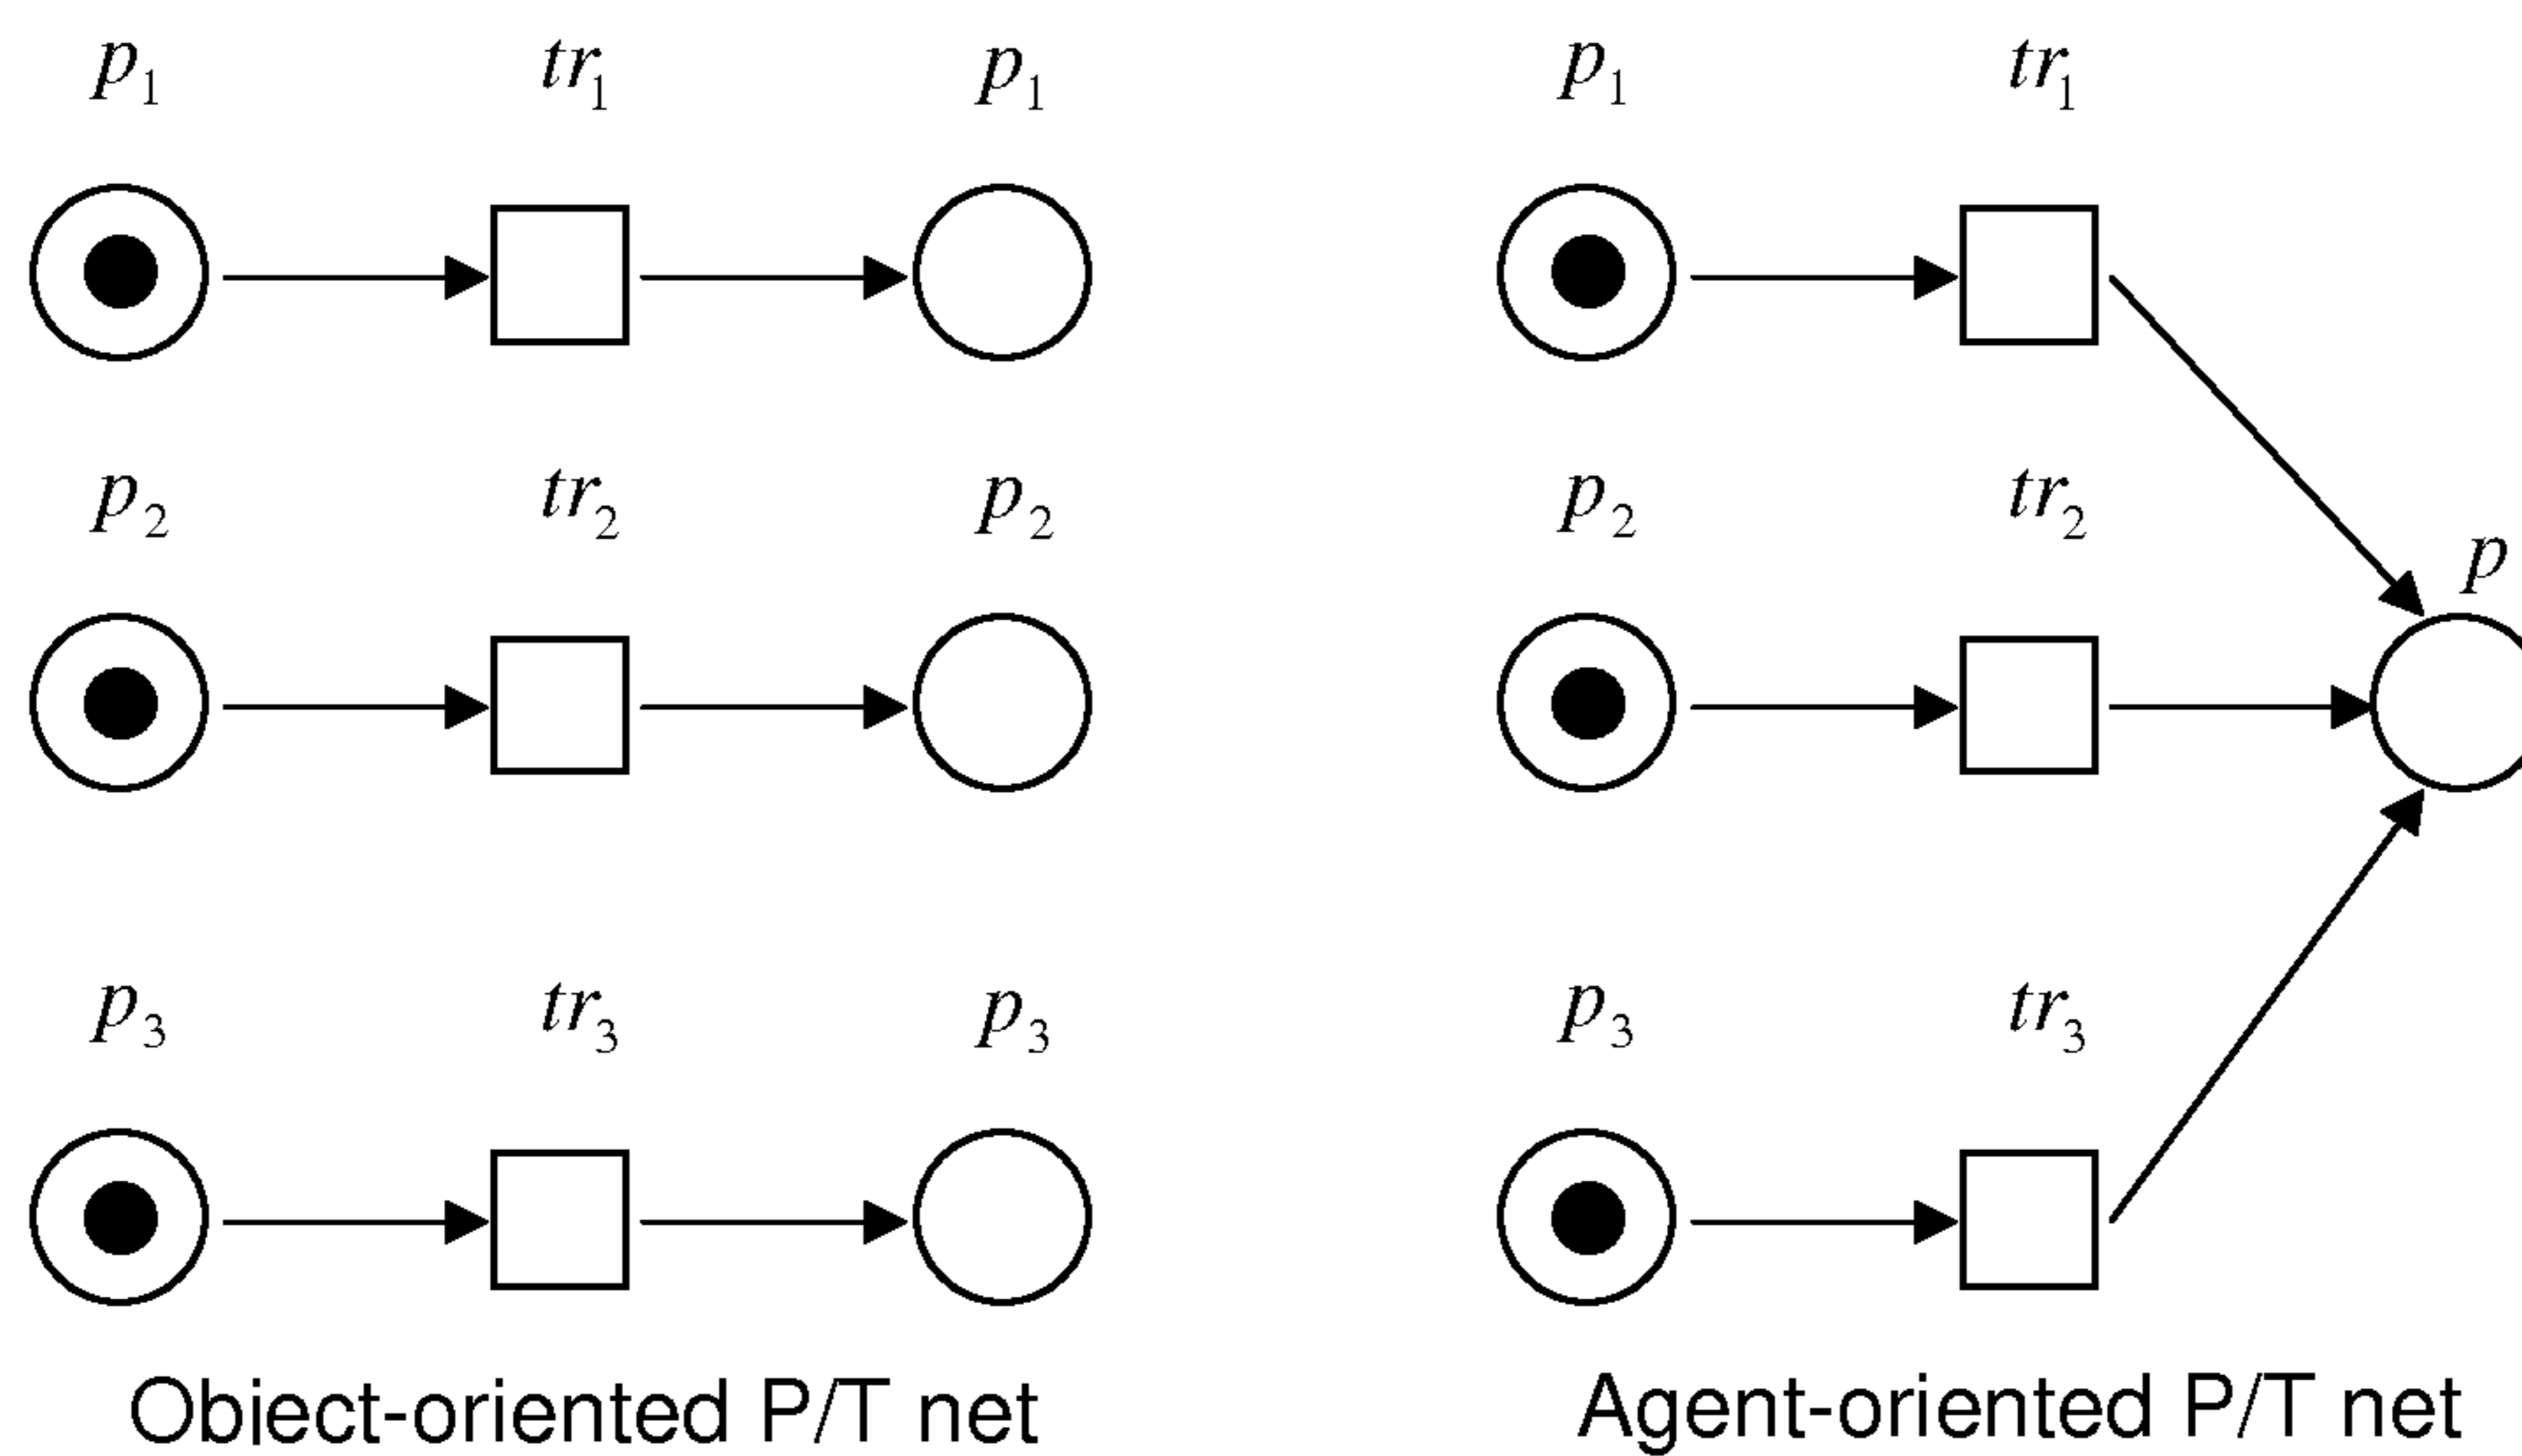 p₁ tr₁ p₁ p₁ tr₁
p₂ tr₂ p₂ p₂ tr₂ p
p₃ tr₃ p₃ p₃ tr₃
Object-oriented P/T net Agent-oriented P/T net